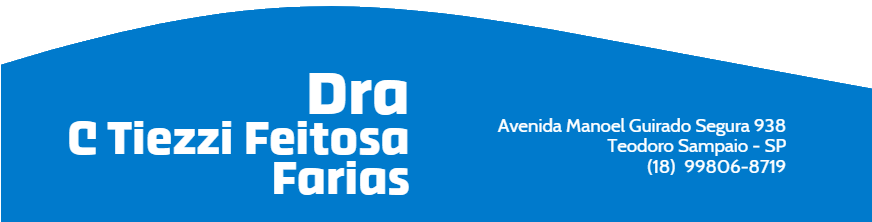 Dra
C Tiezzi Feitosa
Farias
Avenida Manoel Guirado Segura 938
Teodoro Sampaio - SP
(18) 99806-8719